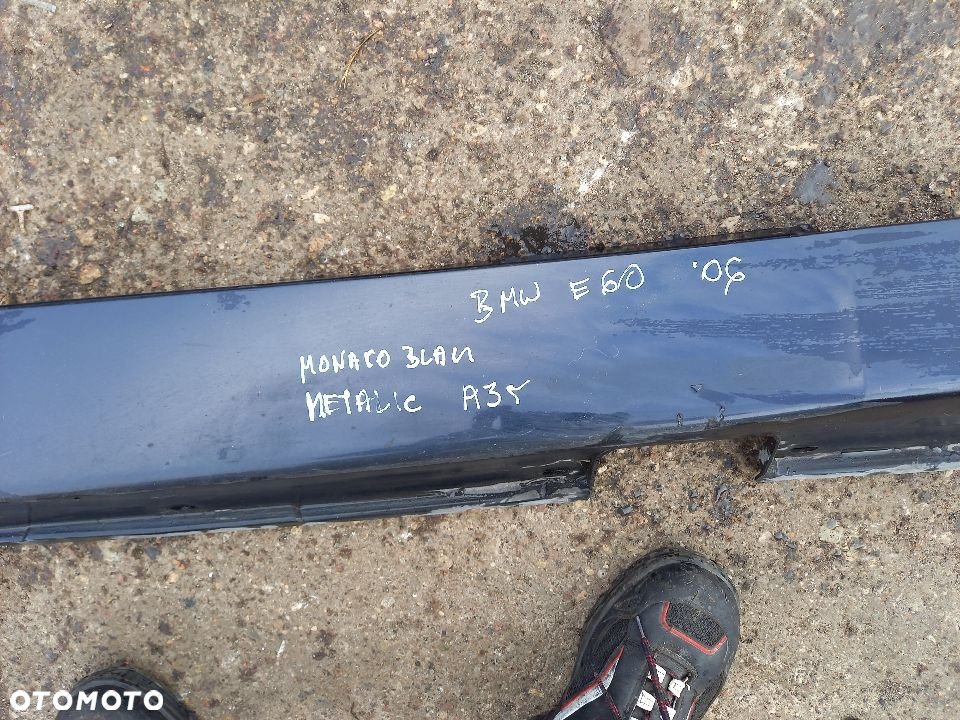 BMW E60 '06
MONACO BLAU
METALIC A35
OTOMOTO